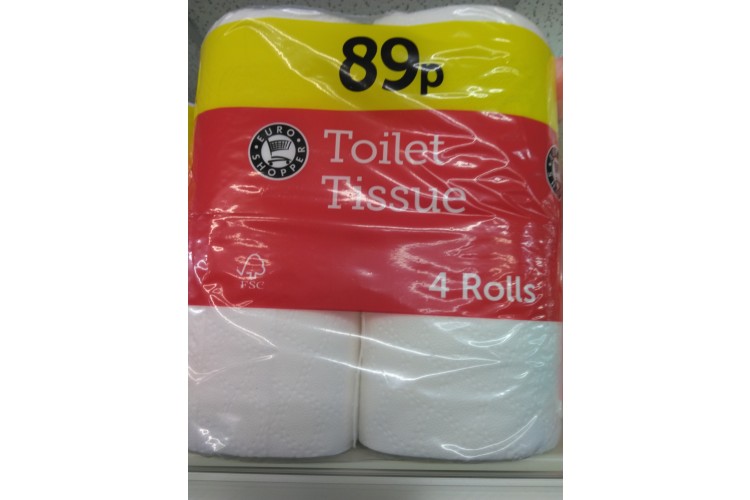 89p
EURO
SHOPPER
Toilet
Tissue
FSC
4 Rolls